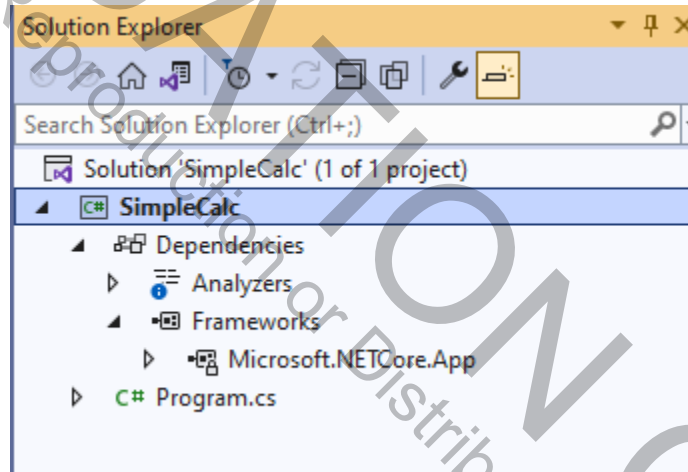 Solution Explorer
Search Solution Explorer (Ctrl+;)
Solution 'SimpleCalc' (1 of 1 project)
C# SimpleCalc
Dependencies
Analyzers
Frameworks
Microsoft.NETCore.App
C# Program.cs